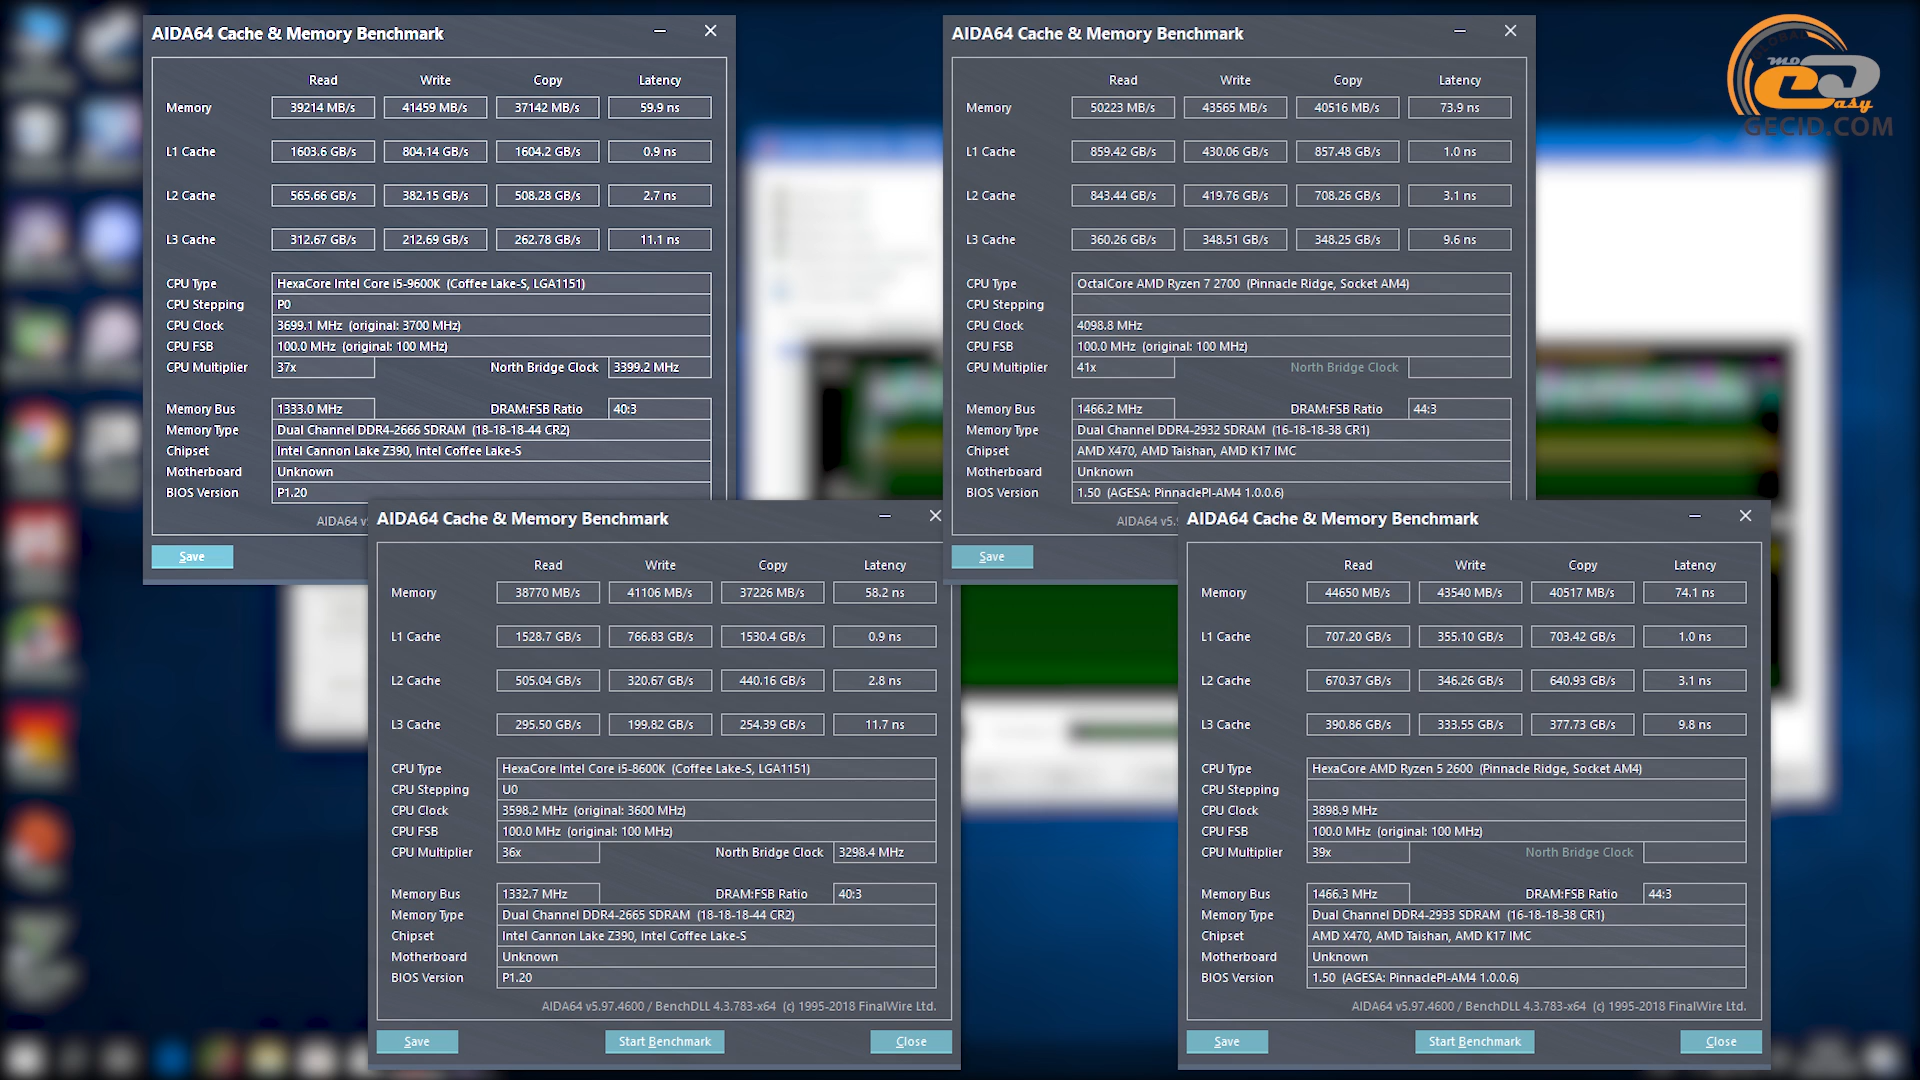 AIDA64 Cache & Memory Benchmark
Read Write Copy Latency
Memory 39214 MB/s 41459 MB/s 37142 MB/s 59.9 ns
L1 Cache 1603.6 GB/s 804.14 GB/s 1604.2 GB/s 0.9 ns
L2 Cache 565.66 GB/s 382.15 GB/s 508.28 GB/s 2.7 ns
L3 Cache 312.67 GB/s 212.69 GB/s 262.78 GB/s 11.1 ns
CPU Type HexaCore Intel Core i5-9600K (Coffee Lake-S, LGA1151)
CPU Stepping P0
CPU Clock 3699.1 MHz (original: 3700 MHz)
CPU FSB 100.0 MHz (original: 100 MHz)
CPU Multiplier 37x North Bridge Clock 3399.2 MHz
Memory Bus 1333.0 MHz DRAM:FSB Ratio 40:3
Memory Type Dual Channel DDR4-2666 SDRAM (18-18-18-44 CR2)
Chipset Intel Cannon Lake Z390, Intel Coffee Lake-S
Motherboard Unknown
BIOS Version P1.20
AIDA64 v
Save
AIDA64 Cache & Memory Benchmark
Read Write Copy Latency
Memory 50223 MB/s 43565 MB/s 40516 MB/s 73.9 ns
L1 Cache 859.42 GB/s 430.06 GB/s 857.48 GB/s 1.0 ns
L2 Cache 843.44 GB/s 419.76 GB/s 708.26 GB/s 3.1 ns
L3 Cache 360.26 GB/s 348.51 GB/s 348.25 GB/s 9.6 ns
CPU Type OctalCore AMD Ryzen 7 2700 (Pinnacle Ridge, Socket AM4)
CPU Stepping
CPU Clock 4098.8 MHz
CPU FSB 100.0 MHz (original: 100 MHz)
CPU Multiplier 41x North Bridge Clock
Memory Bus 1466.2 MHz DRAM:FSB Ratio 44:3
Memory Type Dual Channel DDR4-2932 SDRAM (16-18-18-38 CR1)
Chipset AMD X470, AMD Taishan, AMD K17 IMC
Motherboard Unknown
BIOS Version 1.50 (AGESA: PinnaclePI-AM4 1.0.0.6)
AIDA64 v5.
Save
GLOBAL
MO
easy
GECID.COM
AIDA64 Cache & Memory Benchmark
Read Write Copy Latency
Memory 38770 MB/s 41106 MB/s 37226 MB/s 58.2 ns
L1 Cache 1528.7 GB/s 766.83 GB/s 1530.4 GB/s 0.9 ns
L2 Cache 505.04 GB/s 320.67 GB/s 440.16 GB/s 2.8 ns
L3 Cache 295.50 GB/s 199.82 GB/s 254.39 GB/s 11.7 ns
CPU Type HexaCore Intel Core i5-8600K (Coffee Lake-S, LGA1151)
CPU Stepping U0
CPU Clock 3598.2 MHz (original: 3600 MHz)
CPU FSB 100.0 MHz (original: 100 MHz)
CPU Multiplier 36x North Bridge Clock 3298.4 MHz
Memory Bus 1332.7 MHz DRAM:FSB Ratio 40:3
Memory Type Dual Channel DDR4-2665 SDRAM (18-18-18-44 CR2)
Chipset Intel Cannon Lake Z390, Intel Coffee Lake-S
Motherboard Unknown
BIOS Version P1.20
AIDA64 v5.97.4600 / BenchDLL 4.3.783-x64 (c) 1995-2018 FinalWire Ltd.
Save Start Benchmark Close
AIDA64 Cache & Memory Benchmark
Read Write Copy Latency
Memory 44650 MB/s 43540 MB/s 40517 MB/s 74.1 ns
L1 Cache 707.20 GB/s 355.10 GB/s 703.42 GB/s 1.0 ns
L2 Cache 670.37 GB/s 346.26 GB/s 640.93 GB/s 3.1 ns
L3 Cache 390.86 GB/s 333.55 GB/s 377.73 GB/s 9.8 ns
CPU Type HexaCore AMD Ryzen 5 2600 (Pinnacle Ridge, Socket AM4)
CPU Stepping
CPU Clock 3898.9 MHz
CPU FSB 100.0 MHz (original: 100 MHz)
CPU Multiplier 39x North Bridge Clock
Memory Bus 1466.3 MHz DRAM:FSB Ratio 44:3
Memory Type Dual Channel DDR4-2933 SDRAM (16-18-18-38 CR1)
Chipset AMD X470, AMD Taishan, AMD K17 IMC
Motherboard Unknown
BIOS Version 1.50 (AGESA: PinnaclePI-AM4 1.0.0.6)
AIDA64 v5.97.4600 / BenchDLL 4.3.783-x64 (c) 1995-2018 FinalWire Ltd.
Save Start Benchmark Close